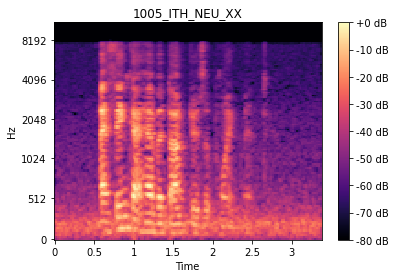 1005_ITH_NEU_XX
+0 dB
8192
-10 dB
4096
-20 dB
-30 dB
2048
Hz
-40 dB
1024
-50 dB
512
-60 dB
-70 dB
0
-80 dB
0 0.5 1 1.5 2 2.5 3
Time